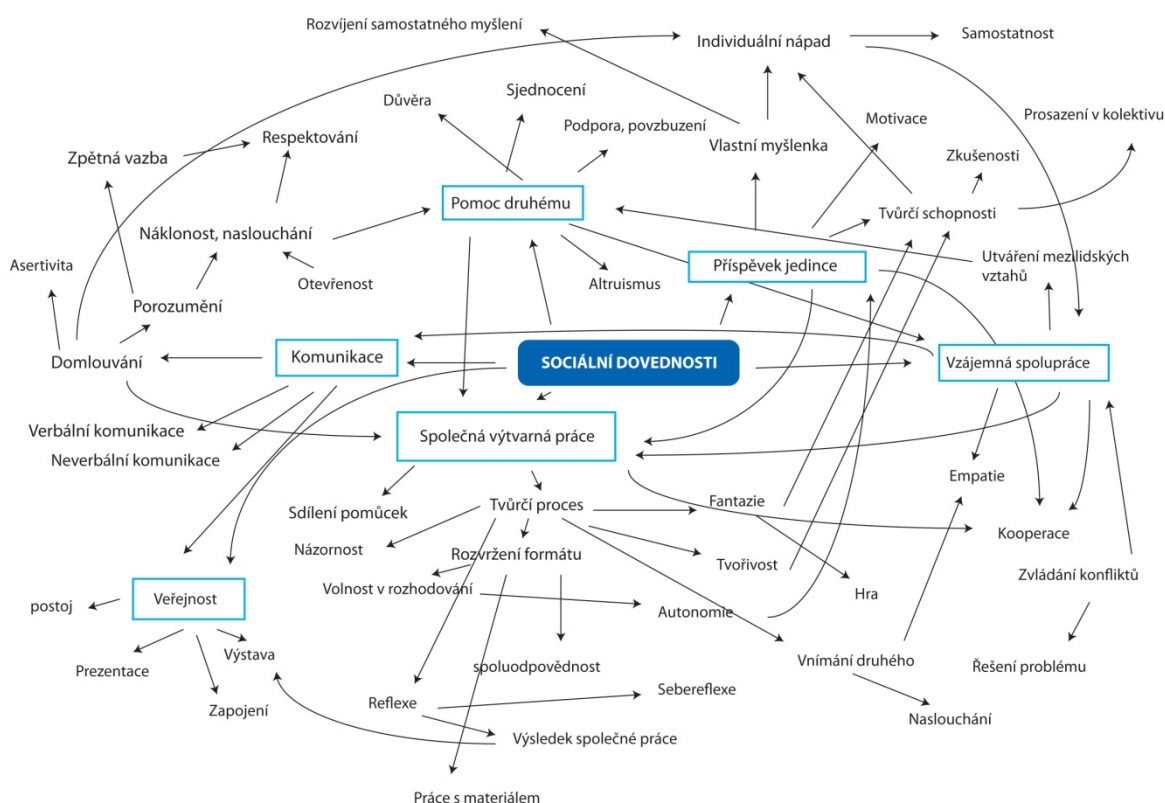 Rozvíjení samostatného myšlení
Individuální nápad
Samostatnost
Důvěra
Sjednocení
Podpora, povzbuzení
Motivace
Prosazení v kolektivu
Zpětná vazba
Respektování
Vlastní myšlenka
Zkušenosti
Pomoc druhému
Tvůrčí schopnosti
Náklonost, naslouchání
Asertivita
Otevřenost
Altruismus
Příspěvek jedince
Utváření mezilidských
vztahů
Porozumění
Domlouvání
Komunikace
SOCIÁLNÍ DOVEDNOSTI
Vzájemná spolupráce
Verbální komunikace
Neverbální komunikace
Společná výtvarná práce
Empatie
Sdílení pomůcek
Tvůrčí proces
Fantazie
Kooperace
Názornost
Rozvržení formátu
Tvořivost
Zvládání konfliktů
Volnost v rozhodování
Hra
postoj
Veřejnost
Autonomie
Prezentace
Výstava
spoluodpovědnost
Vnímání druhého
Řešení problému
Zapojení
Reflexe
Sebereflexe
Naslouchání
Výsledek společné práce
Práce s materiálem